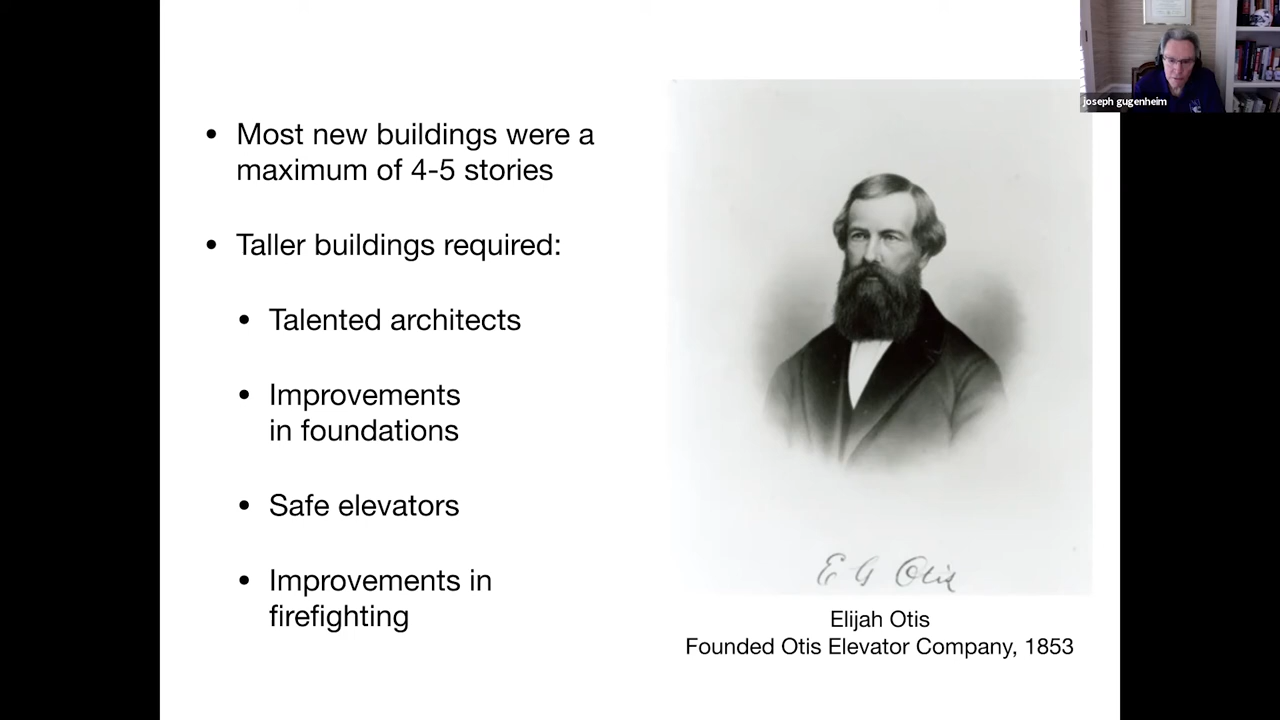 joseph gugenheim
• Most new buildings were a
maximum of 4-5 stories
• Taller buildings required:
• Talented architects
• Improvements
in foundations
• Safe elevators
• Improvements in
firefighting
E G Otis
Elijah Otis
Founded Otis Elevator Company, 1853